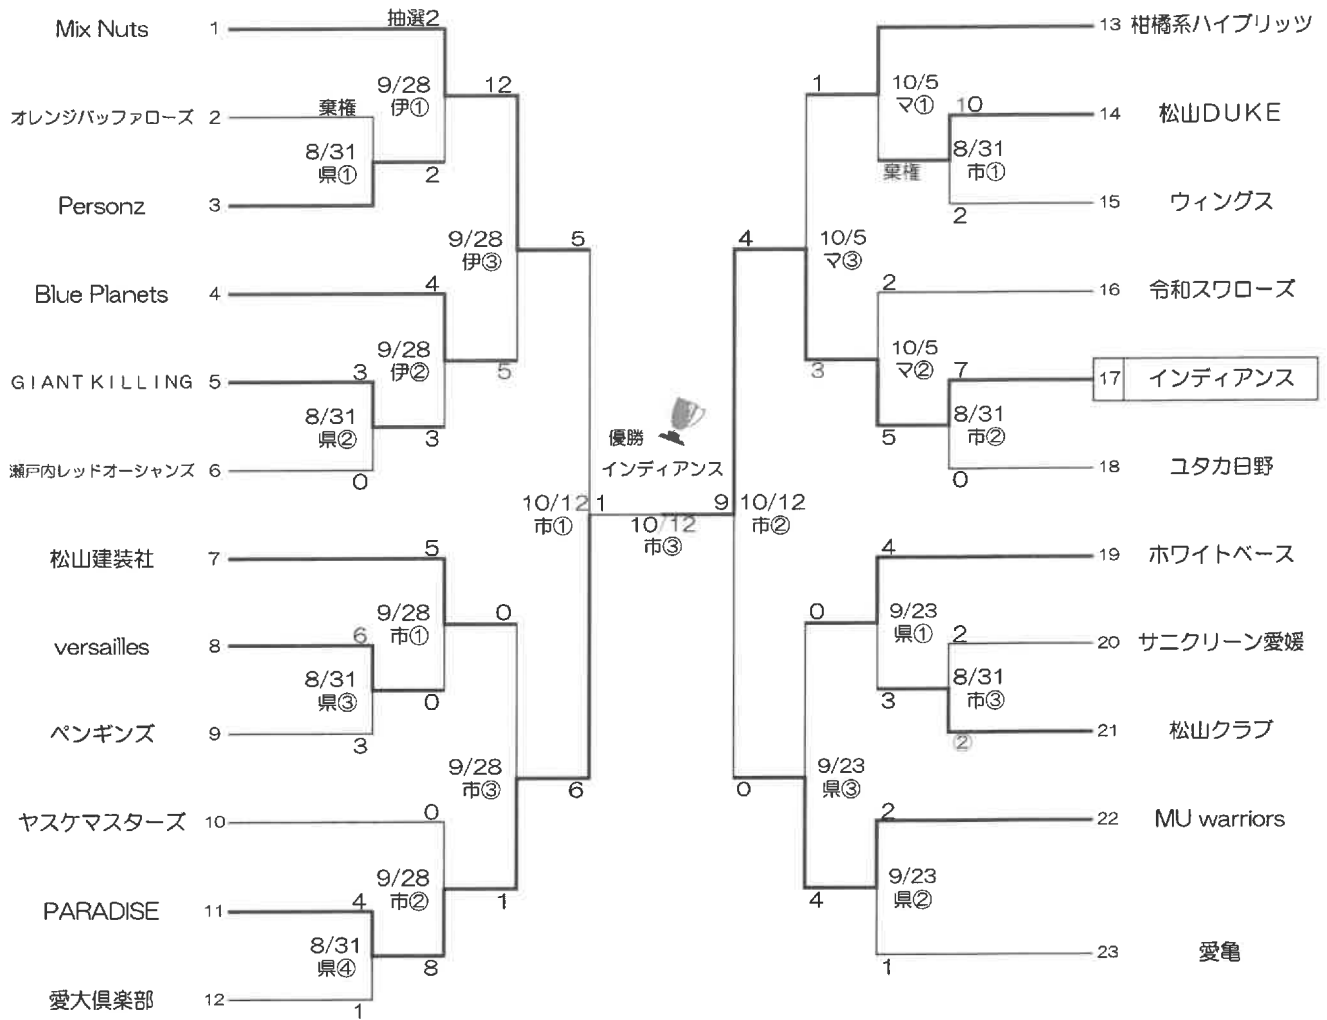 Mix Nuts 1
抽選2
9/28
伊①
12
オレンジバッファローズ 2
棄権
8/31
県①
2
Personz 3
9/28
伊③
5
Blue Planets 4
4
9/28
伊②
5
GIANT KILLING 5
3
8/31
県②
3
瀬戸内レッドオーシャンズ 6
0
10/12
市①
1
松山建装社 7
5
9/28
市①
0
versailles 8
6
8/31
県③
0
ペンギンズ 9
3
9/28
市③
6
ヤスケマスターズ 10
0
9/28
市②
1
PARADISE 11
4
8/31
県④
8
愛大倶楽部 12
1
優勝
インディアンス
10/12
市③
13 柑橘系ハイブリッツ
1
10/5
マ①
10
14 松山DUKE
8/31
市①
棄権
15 ウィングス
2
4
10/5
マ③
2
16 令和スワローズ
10/5
マ②
3
7
17 インディアンス
8/31
市②
5
18 ユタカ日野
0
9
10/12
市②
4
19 ホワイトベース
0
9/23
県①
2
20 サニクリーン愛媛
8/31
市③
3
21 松山クラブ
②
9/23
県③
0
2
22 MU warriors
9/23
県②
4
23 愛亀
1